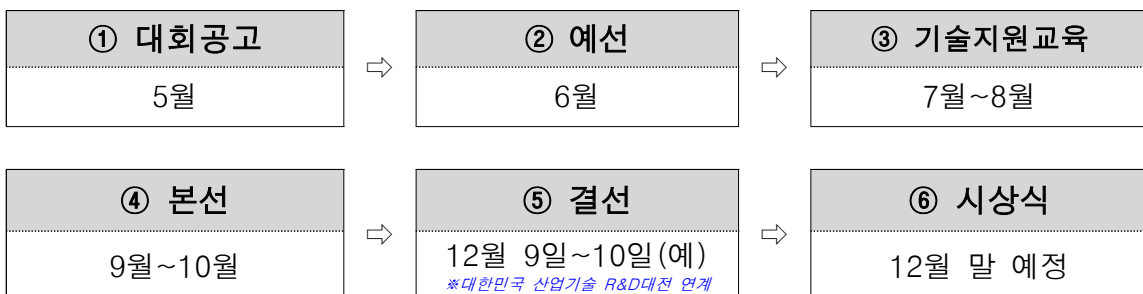 ① 대회공고
⇨
② 예선
⇨
③ 기술지원교육
5월
6월
7월~8월
④ 본선
⇨
⑤ 결선
⇨
⑥ 시상식
9월~10월
12월 9일~10일(예)
※대한민국 산업기술 R&D대전 연계
12월 말 예정